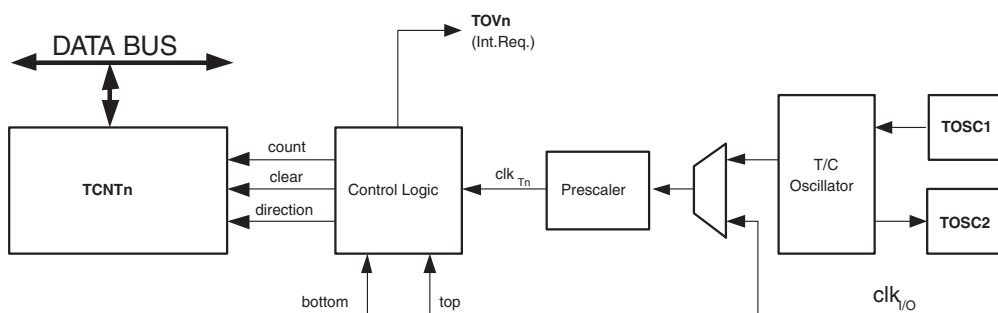 TOVn
(Int.Req.)
DATA BUS
TCNTn
count
clear
direction
Control Logic
clk Tn
Prescaler
T/C
Oscillator
TOSC1
TOSC2
bottom
top
clk I/O